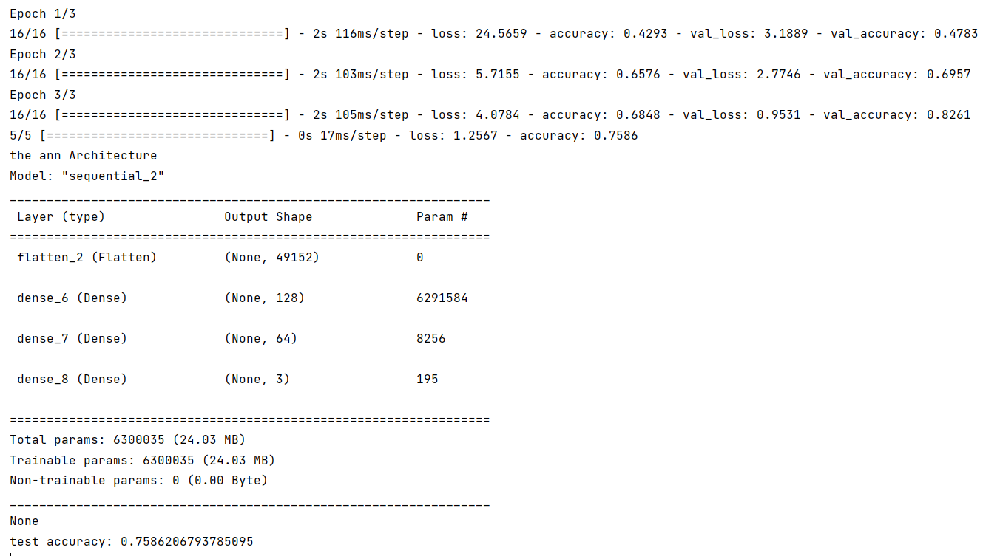 Epoch 1/3
16/16 [==============================] - 2s 116ms/step - loss: 24.5659 - accuracy: 0.4293 - val_loss: 3.1889 - val_accuracy: 0.4783
Epoch 2/3
16/16 [==============================] - 2s 103ms/step - loss: 5.7155 - accuracy: 0.6576 - val_loss: 2.7746 - val_accuracy: 0.6957
Epoch 3/3
16/16 [==============================] - 2s 105ms/step - loss: 4.0784 - accuracy: 0.6848 - val_loss: 0.9531 - val_accuracy: 0.8261
5/5 [==============================] - 0s 17ms/step - loss: 1.2567 - accuracy: 0.7586
the ann Architecture
Model: "sequential_2"
_________________________________________________________________
 Layer (type)                Output Shape              Param #
=================================================================
 flatten_2 (Flatten)         (None, 49152)             0
 dense_6 (Dense)             (None, 128)               6291584
 dense_7 (Dense)             (None, 64)                8256
 dense_8 (Dense)             (None, 3)                 195
=================================================================
Total params: 6300035 (24.03 MB)
Trainable params: 6300035 (24.03 MB)
Non-trainable params: 0 (0.00 Byte)
_________________________________________________________________
None
test accuracy: 0.7586206793785095